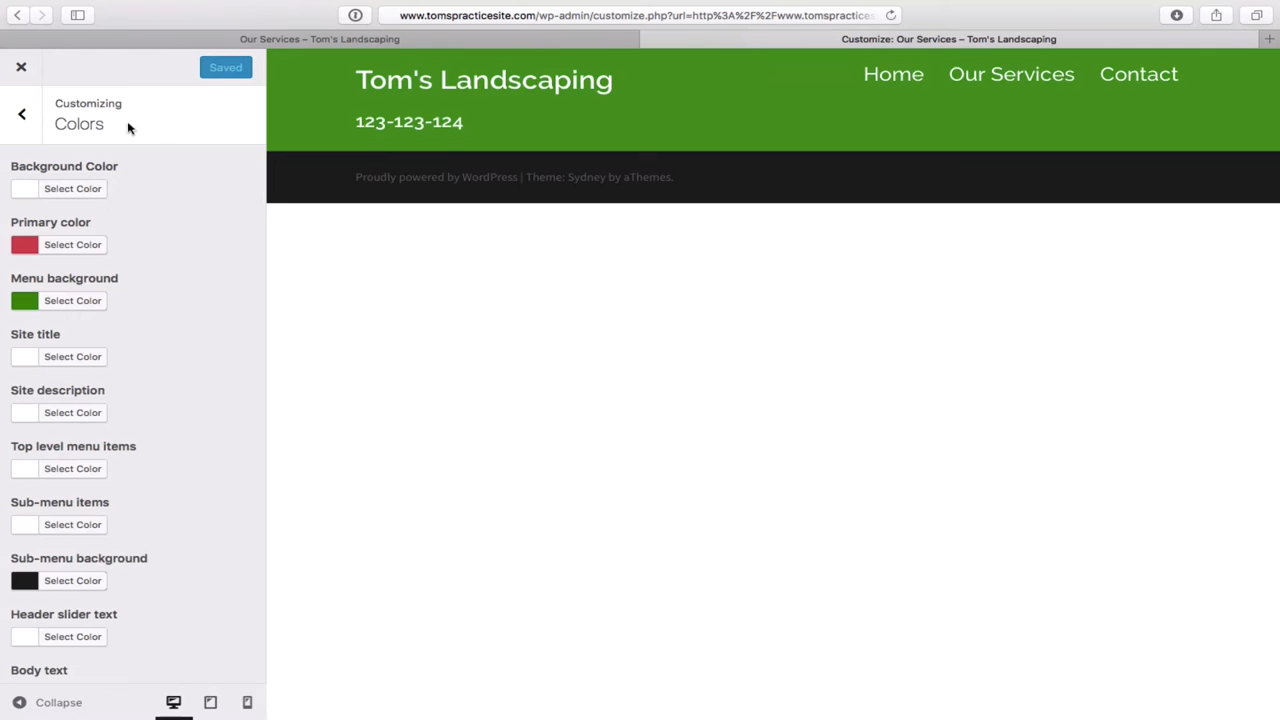 www.tomspracticesite.com/wp-admin/customize.php?url=http%3A%2F%2Fwww.tomspractices
Our Services – Tom's Landscaping
Customize: Our Services – Tom's Landscaping
Saved
Customizing
Colors
Background Color
Select Color
Primary color
Select Color
Menu background
Select Color
Site title
Select Color
Site description
Select Color
Top level menu items
Select Color
Sub-menu items
Select Color
Sub-menu background
Select Color
Header slider text
Select Color
Body text
Collapse
Tom's Landscaping
Home Our Services Contact
123-123-124
Proudly powered by WordPress | Theme: Sydney by aThemes.